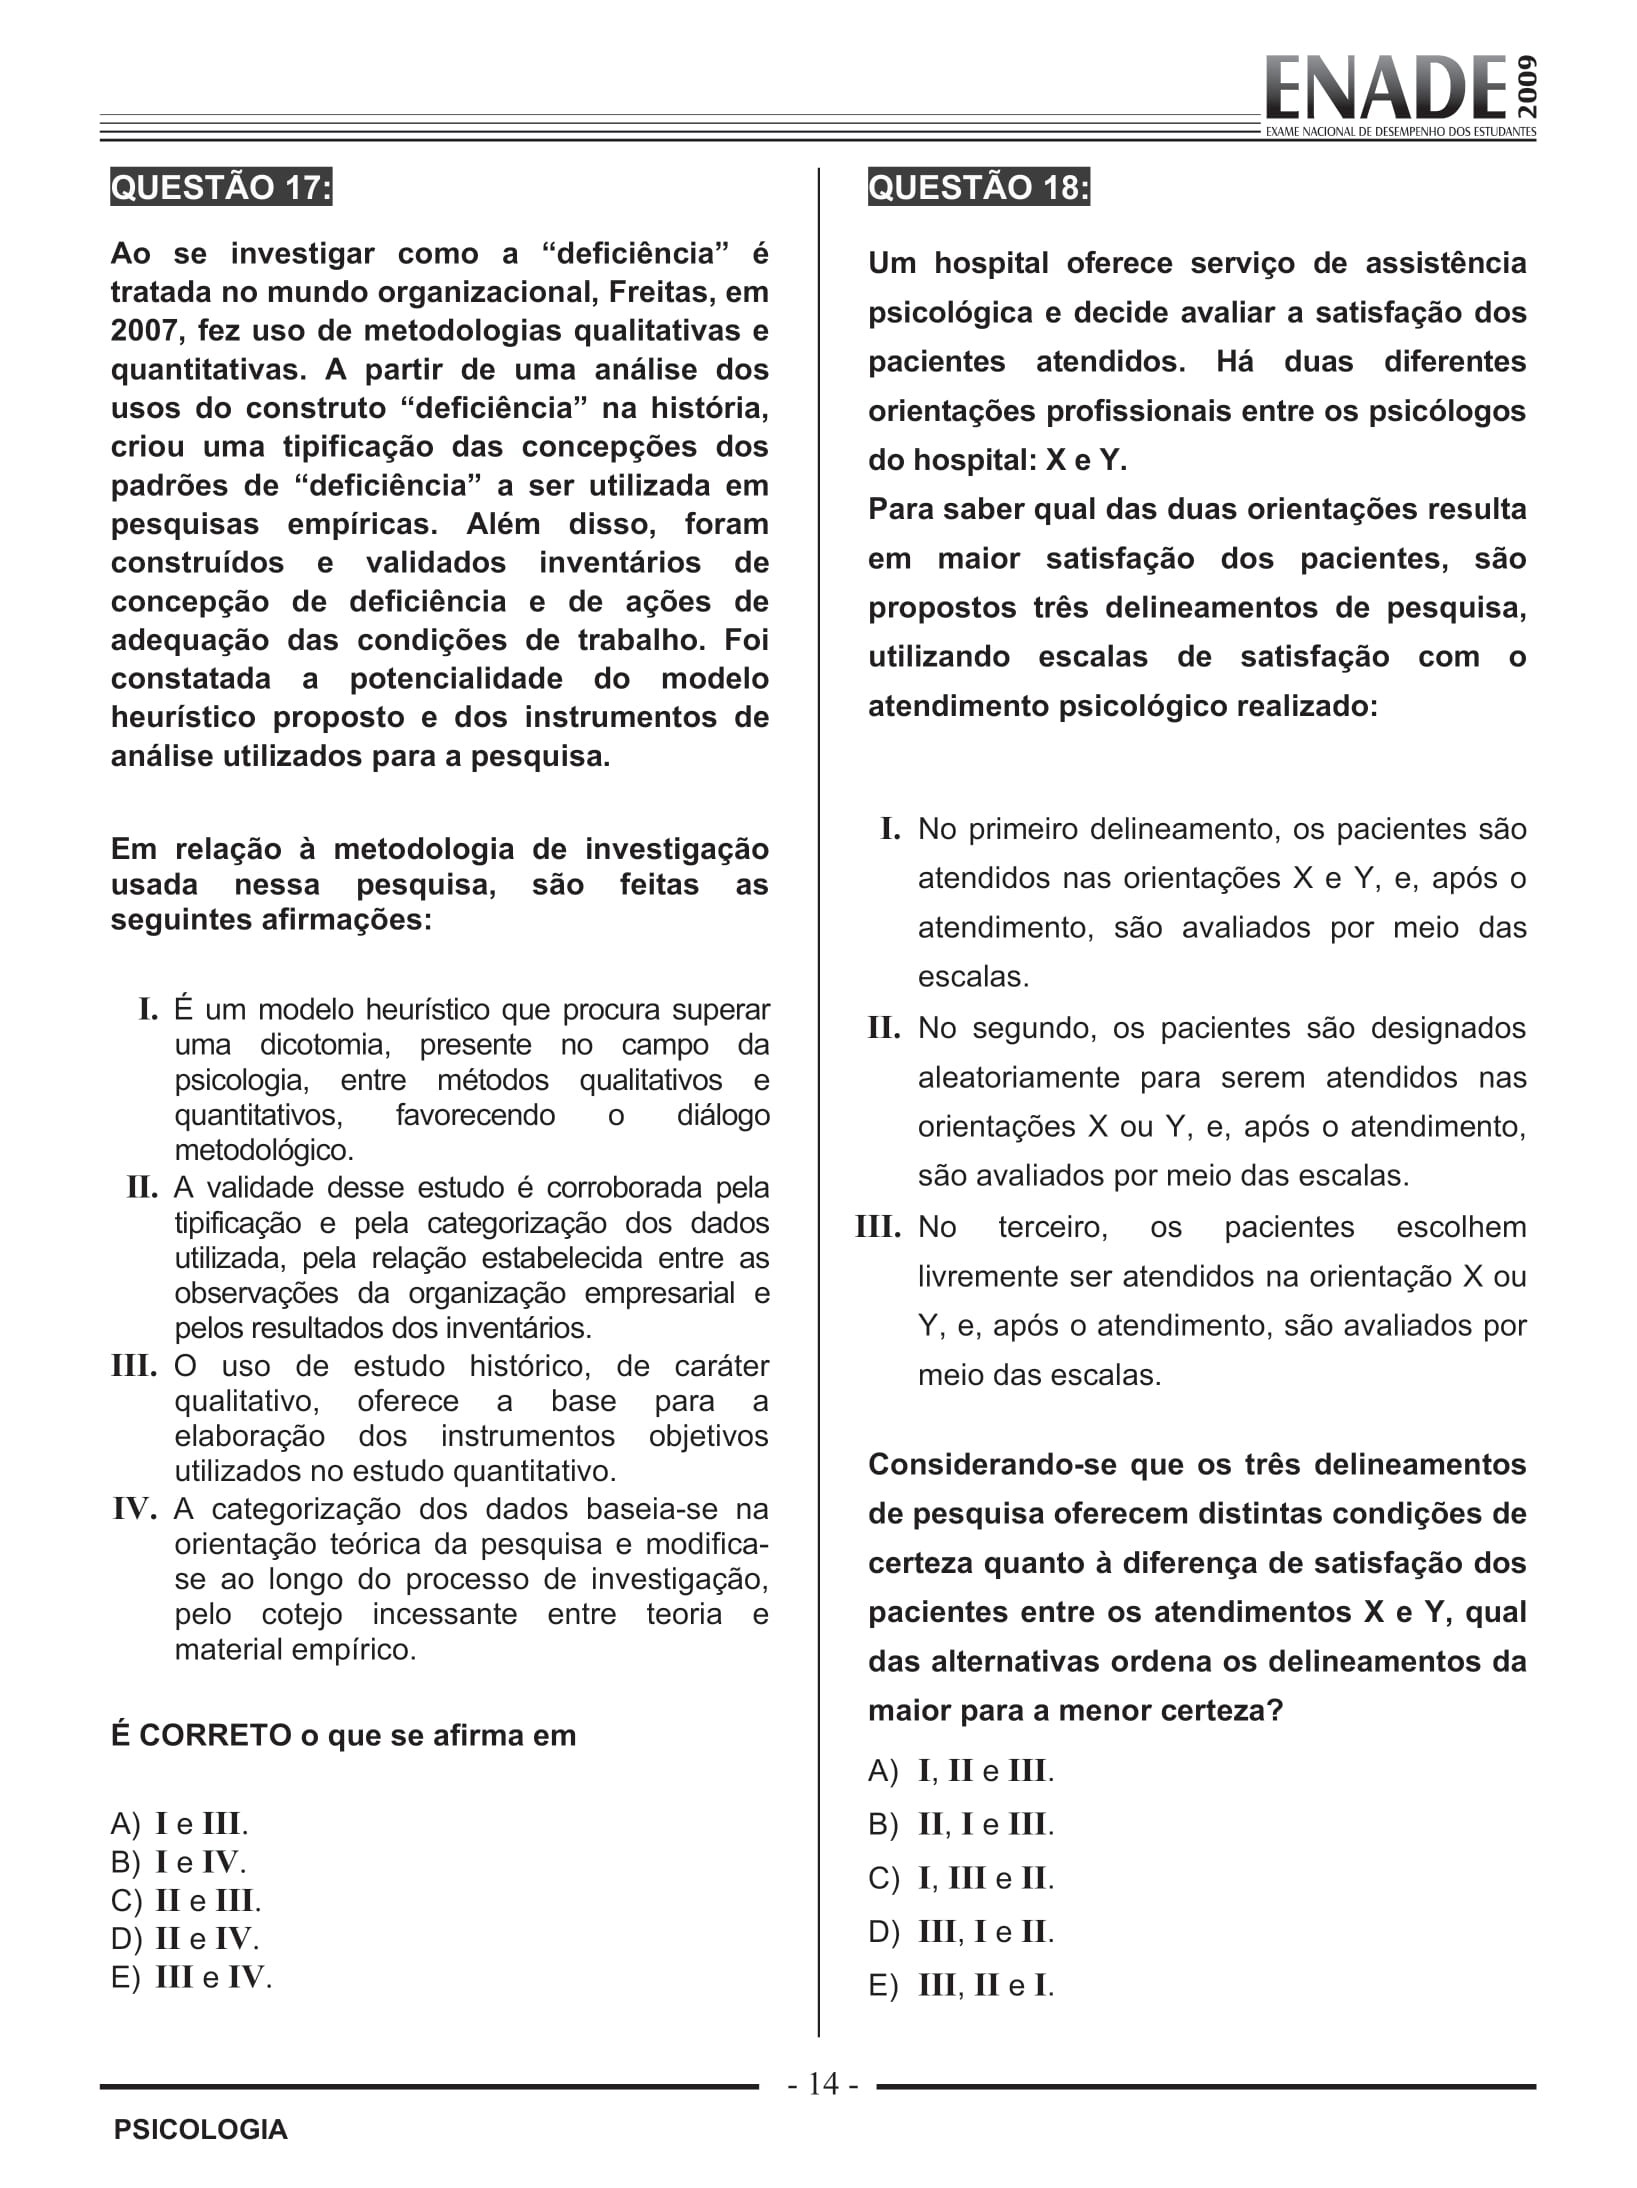 ENADE 2009
EXAME NACIONAL DE DESEMPENHO DOS ESTUDANTES
QUESTÃO 17:
Ao se investigar como a “deficiência” é
tratada no mundo organizacional, Freitas, em
2007, fez uso de metodologias qualitativas e
quantitativas. A partir de uma análise dos
usos do construto “deficiência” na história,
criou uma tipificação das concepções dos
padrões de “deficiência” a ser utilizada em
pesquisas empíricas. Além disso, foram
construídos e validados inventários de
concepção de deficiência e de ações de
adequação das condições de trabalho. Foi
constatada a potencialidade do modelo
heurístico proposto e dos instrumentos de
análise utilizados para a pesquisa.
Em relação à metodologia de investigação
usada nessa pesquisa, são feitas as
seguintes afirmações:
I. É um modelo heurístico que procura superar
uma dicotomia, presente no campo da
psicologia, entre métodos qualitativos e
quantitativos, favorecendo o diálogo
metodológico.
II. A validade desse estudo é corroborada pela
tipificação e pela categorização dos dados
utilizada, pela relação estabelecida entre as
observações da organização empresarial e
pelos resultados dos inventários.
III. O uso de estudo histórico, de caráter
qualitativo, oferece a base para a
elaboração dos instrumentos objetivos
utilizados no estudo quantitativo.
IV. A categorização dos dados baseia-se na
orientação teórica da pesquisa e modifica-
se ao longo do processo de investigação,
pelo cotejo incessante entre teoria e
material empírico.
É CORRETO o que se afirma em
A) I e III.
B) I e IV.
C) II e III.
D) II e IV.
E) III e IV.
QUESTÃO 18:
Um hospital oferece serviço de assistência
psicológica e decide avaliar a satisfação dos
pacientes atendidos. Há duas diferentes
orientações profissionais entre os psicólogos
do hospital: X e Y.
Para saber qual das duas orientações resulta
em maior satisfação dos pacientes, são
propostos três delineamentos de pesquisa,
utilizando escalas de satisfação com o
atendimento psicológico realizado:
I. No primeiro delineamento, os pacientes são
atendidos nas orientações X e Y, e, após o
atendimento, são avaliados por meio das
escalas.
II. No segundo, os pacientes são designados
aleatoriamente para serem atendidos nas
orientações X ou Y, e, após o atendimento,
são avaliados por meio das escalas.
III. No terceiro, os pacientes escolhem
livremente ser atendidos na orientação X ou
Y, e, após o atendimento, são avaliados por
meio das escalas.
Considerando-se que os três delineamentos
de pesquisa oferecem distintas condições de
certeza quanto à diferença de satisfação dos
pacientes entre os atendimentos X e Y, qual
das alternativas ordena os delineamentos da
maior para a menor certeza?
A) I, II e III.
B) II, I e III.
C) I, III e II.
D) III, I e II.
E) III, II e I.
- 14 -
PSICOLOGIA